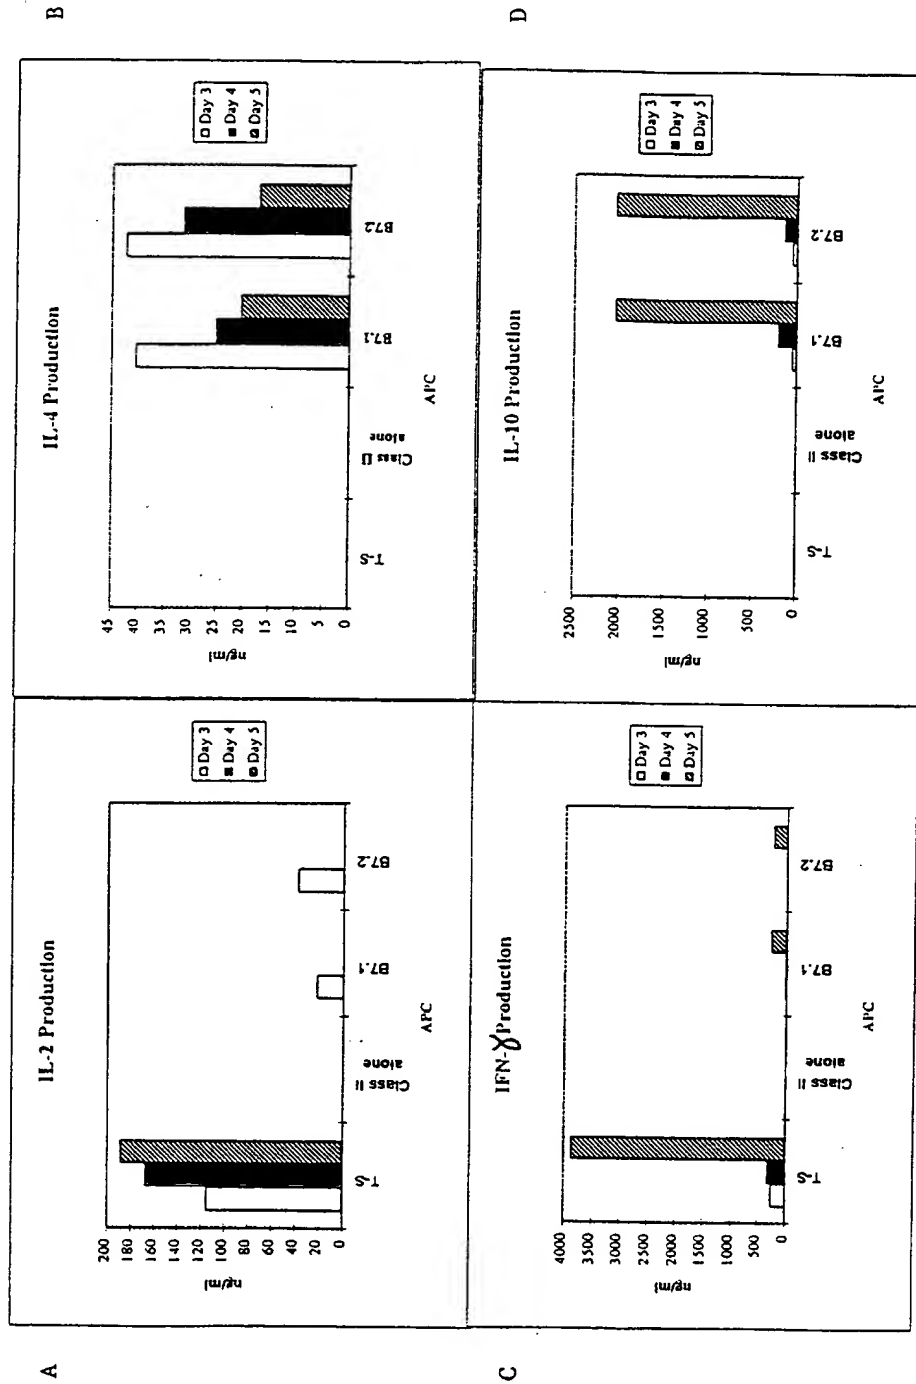 A
IL-2 Production
ng/ml
200
180
160
140
120
100
80
60
40
20
0
T-S
Class II
alone
B7.1
B7.2
APC
Day 3
Day 4
Day 5
B
IL-4 Production
ng/ml
45
40
35
30
25
20
15
10
5
0
T-S
Class II
alone
B7.1
B7.2
APC
Day 3
Day 4
Day 5
C
IFN-γ Production
ng/ml
4000
3500
3000
2500
2000
1500
1000
500
0
T-S
Class II
alone
B7.1
B7.2
APC
Day 3
Day 4
Day 5
D
IL-10 Production
ng/ml
2500
2000
1500
1000
500
0
T-S
Class II
alone
B7.1
B7.2
APC
Day 3
Day 4
Day 5